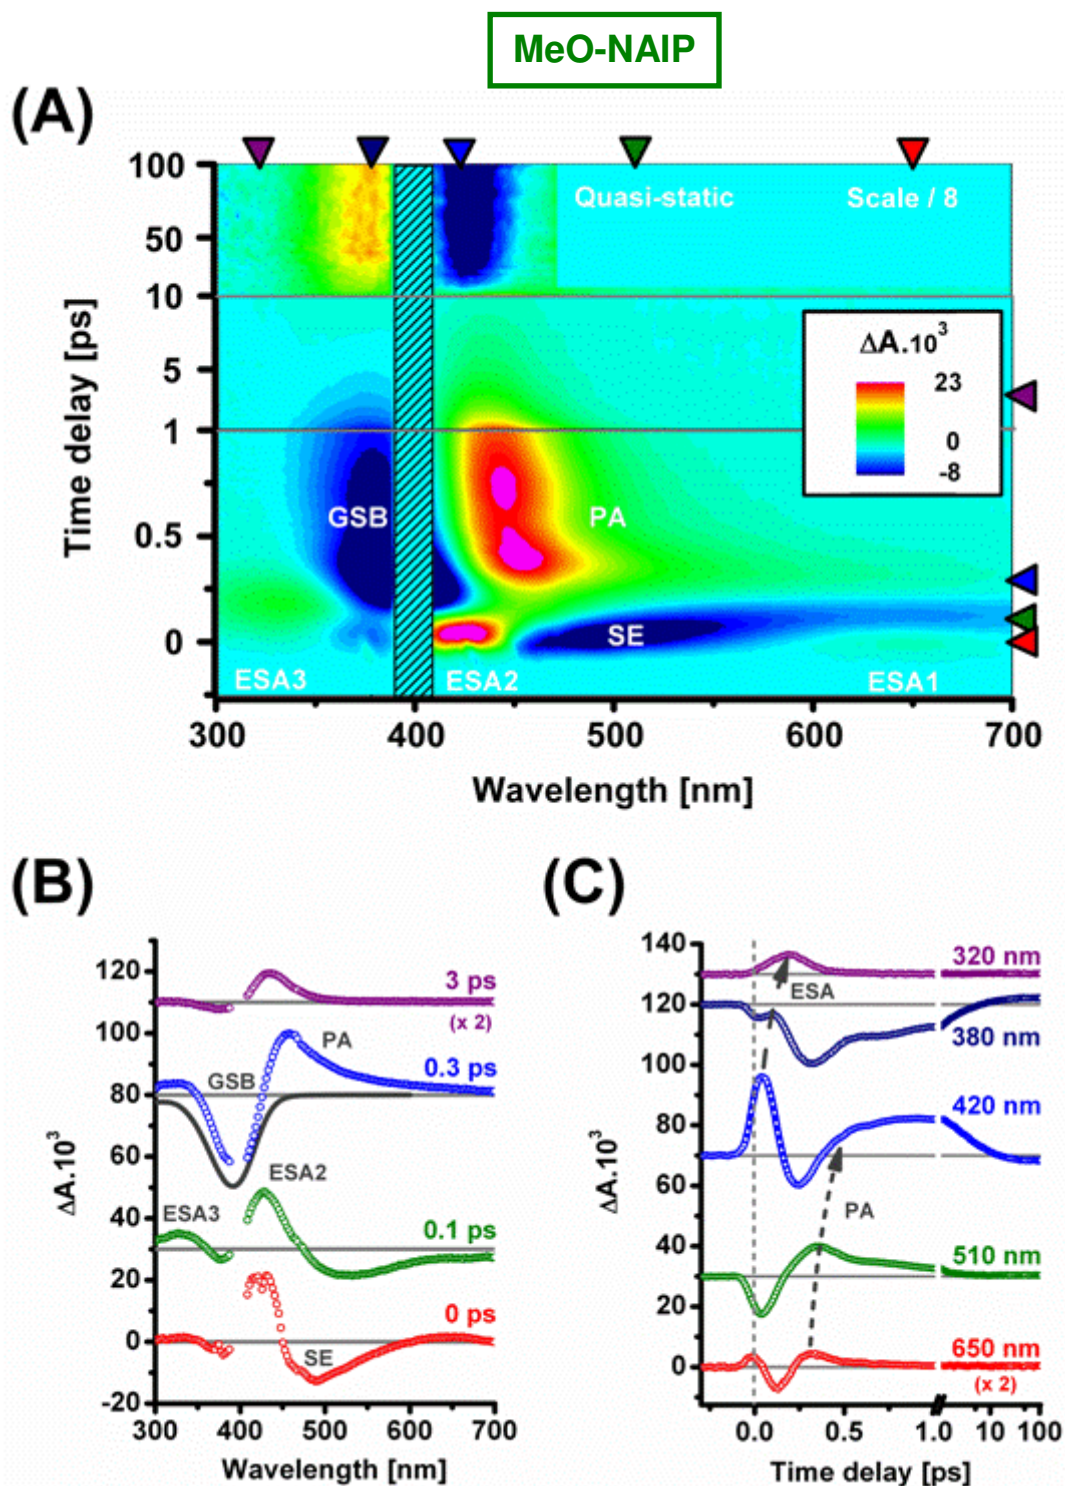 MeO-NAIP
(A)
100
50
10
5
1
0.5
0
Time delay [ps]
Quasi-static
Scale / 8
ΔA.10³
23
0
-8
GSB
PA
SE
ESA3
ESA2
ESA1
300
400
500
600
700
Wavelength [nm]
(B)
120
100
80
60
40
20
0
-20
ΔA.10³
3 ps
(x 2)
PA
GSB
0.3 ps
ESA2
ESA3
0.1 ps
0 ps
SE
300
400
500
600
700
Wavelength [nm]
(C)
140
120
100
80
60
40
20
0
ΔA.10³
320 nm
ESA
380 nm
420 nm
PA
510 nm
650 nm
(x 2)
0.0
0.5
1.0
10
100
Time delay [ps]